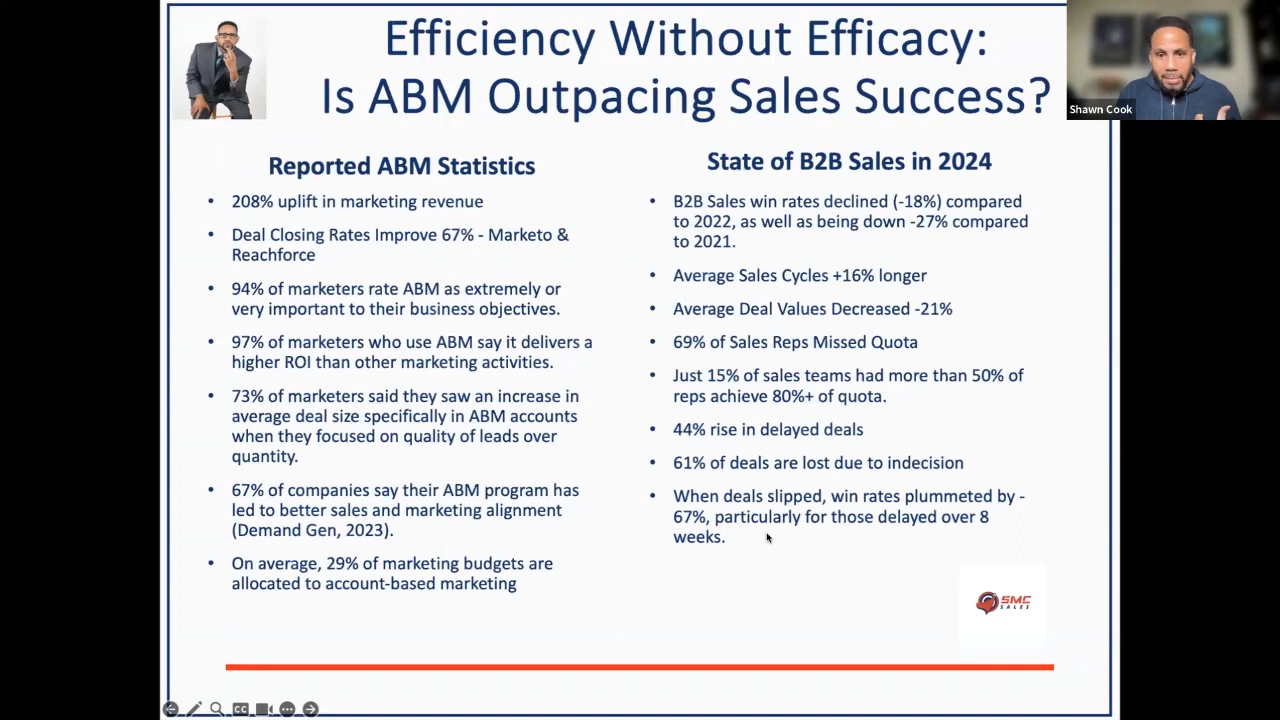 Efficiency Without Efficacy:
Is ABM Outpacing Sales Success?
Shawn Cook
Reported ABM Statistics
• 208% uplift in marketing revenue
• Deal Closing Rates Improve 67% - Marketo &
Reachforce
• 94% of marketers rate ABM as extremely or
very important to their business objectives.
• 97% of marketers who use ABM say it delivers a
higher ROI than other marketing activities.
• 73% of marketers said they saw an increase in
average deal size specifically in ABM accounts
when they focused on quality of leads over
quantity.
• 67% of companies say their ABM program has
led to better sales and marketing alignment
(Demand Gen, 2023).
• On average, 29% of marketing budgets are
allocated to account-based marketing
State of B2B Sales in 2024
• B2B Sales win rates declined (-18%) compared
to 2022, as well as being down -27% compared
to 2021.
• Average Sales Cycles +16% longer
• Average Deal Values Decreased -21%
• 69% of Sales Reps Missed Quota
• Just 15% of sales teams had more than 50% of
reps achieve 80%+ of quota.
• 44% rise in delayed deals
• 61% of deals are lost due to indecision
• When deals slipped, win rates plummeted by -
67%, particularly for those delayed over 8
weeks.
SMC
SALES
CC